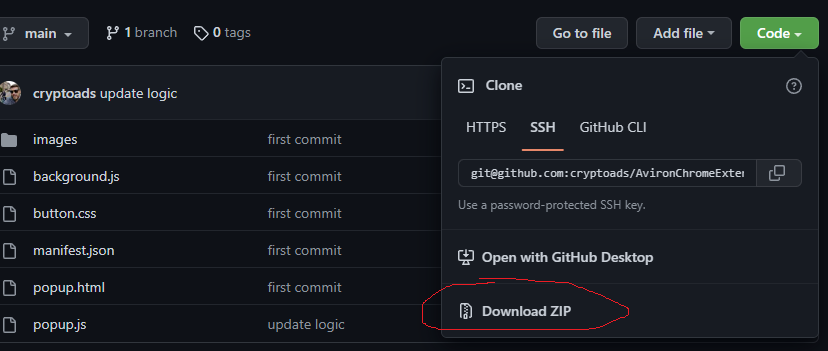 main
1 branch
0 tags
Go to file
Add file
Code
cryptoads update logic
images first commit
background.js first commit
button.css first commit
manifest.json first commit
popup.html first commit
popup.js update logic
Clone
HTTPS SSH GitHub CLI
git@github.com:cryptoads/AvironChromeExter
Use a password-protected SSH key.
Open with GitHub Desktop
Download ZIP